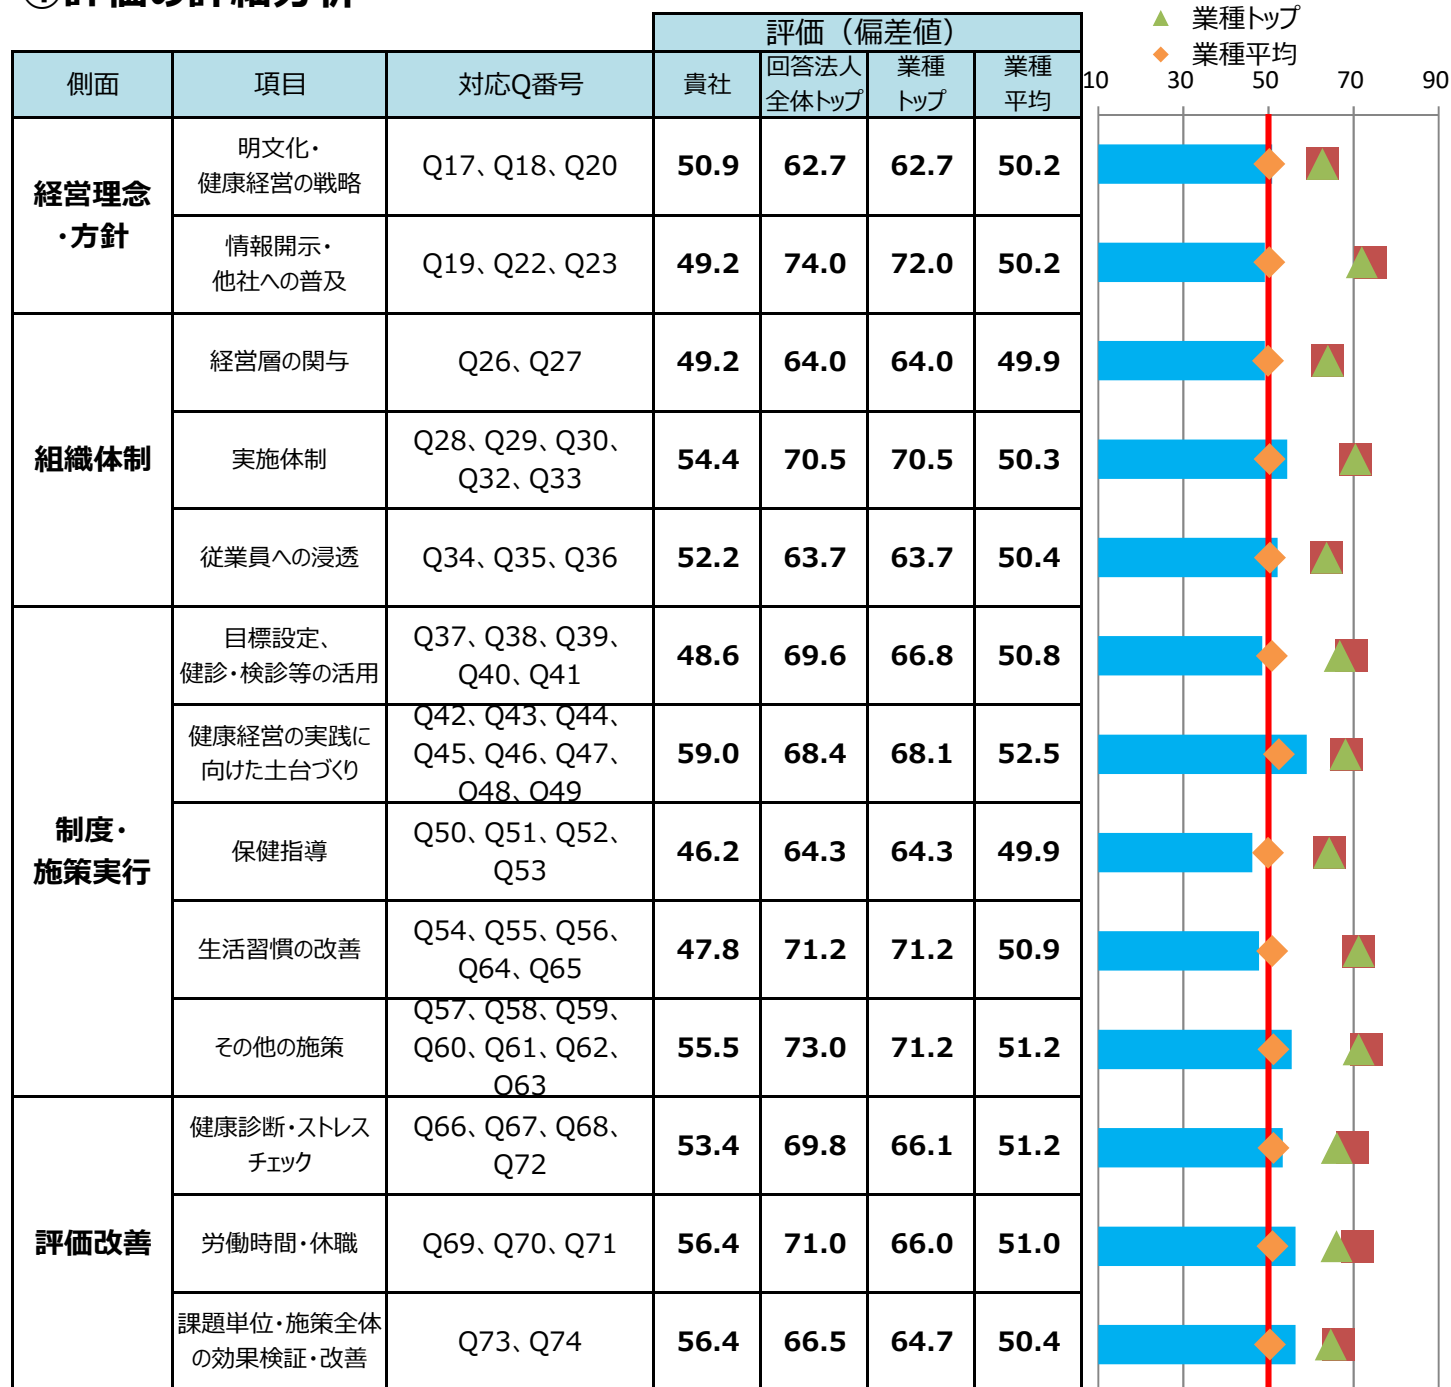 ①評価の詳細分析
▲ 業種トップ
◆ 業種平均
評価（偏差値）
側面 項目 対応Q番号 貴社 回答法人 業種 業種
全体トップ トップ 平均
10 30 50 70 90
経営理念
・方針
明文化・
健康経営の戦略
Q17、Q18、Q20 50.9 62.7 62.7 50.2
情報開示・
他社への普及
Q19、Q22、Q23 49.2 74.0 72.0 50.2
組織体制
経営層の関与 Q26、Q27 49.2 64.0 64.0 49.9
実施体制
Q28、Q29、Q30、
Q32、Q33
54.4 70.5 70.5 50.3
従業員への浸透 Q34、Q35、Q36 52.2 63.7 63.7 50.4
制度・
施策実行
目標設定、
健診・検診等の活用
Q37、Q38、Q39、
Q40、Q41
48.6 69.6 66.8 50.8
健康経営の実践に
向けた土台づくり
Q42、Q43、Q44、
Q45、Q46、Q47、
Q48、Q49
59.0 68.4 68.1 52.5
保健指導
Q50、Q51、Q52、
Q53
46.2 64.3 64.3 49.9
生活習慣の改善
Q54、Q55、Q56、
Q64、Q65
47.8 71.2 71.2 50.9
その他の施策
Q57、Q58、Q59、
Q60、Q61、Q62、
Q63
55.5 73.0 71.2 51.2
評価改善
健康診断・ストレス
チェック
Q66、Q67、Q68、
Q72
53.4 69.8 66.1 51.2
労働時間・休職 Q69、Q70、Q71 56.4 71.0 66.0 51.0
課題単位・施策全体
の効果検証・改善
Q73、Q74 56.4 66.5 64.7 50.4